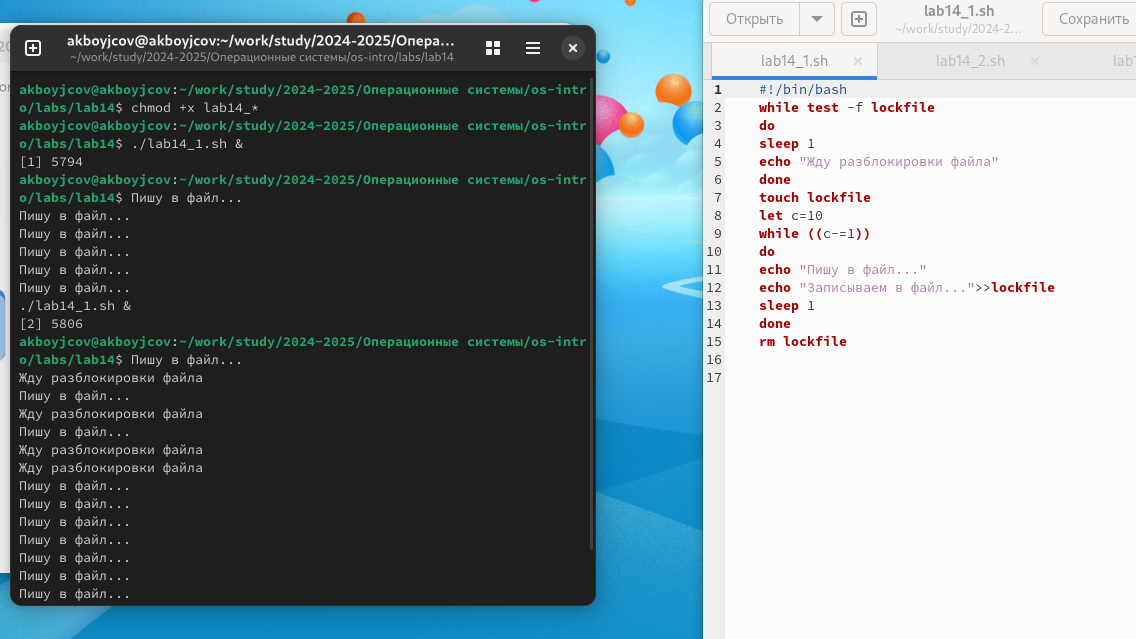 akboyjcov@akboyjcov:~/work/study/2024-2025/Опера...
~/work/study/2024-2025/Операционные системы/os-intro/labs/lab14
akboyjcov@akboyjcov:~/work/study/2024-2025/Операционные системы/os-intr
o/labs/lab14$ chmod +x lab14_*
akboyjcov@akboyjcov:~/work/study/2024-2025/Операционные системы/os-intr
o/labs/lab14$ ./lab14_1.sh &
[1] 5794
akboyjcov@akboyjcov:~/work/study/2024-2025/Операционные системы/os-intr
o/labs/lab14$ Пишу в файл...
Пишу в файл...
Пишу в файл...
Пишу в файл...
Пишу в файл...
Пишу в файл...
./lab14_1.sh &
[2] 5806
akboyjcov@akboyjcov:~/work/study/2024-2025/Операционные системы/os-intr
o/labs/lab14$ Пишу в файл...
Жду разблокировки файла
Пишу в файл...
Жду разблокировки файла
Пишу в файл...
Жду разблокировки файла
Жду разблокировки файла
Пишу в файл...
Пишу в файл...
Пишу в файл...
Пишу в файл...
Пишу в файл...
Пишу в файл...
Пишу в файл...
Открыть
lab14_1.sh
~/work/study/2024-2...
Сохранить
lab14_1.sh
lab14_2.sh
lab
1 #!/bin/bash
2 while test -f lockfile
3 do
4 sleep 1
5 echo "Жду разблокировки файла"
6 done
7 touch lockfile
8 let c=10
9 while ((c-=1))
10 do
11 echo "Пишу в файл..."
12 echo "Записываем в файл...">>lockfile
13 sleep 1
14 done
15 rm lockfile
16
17